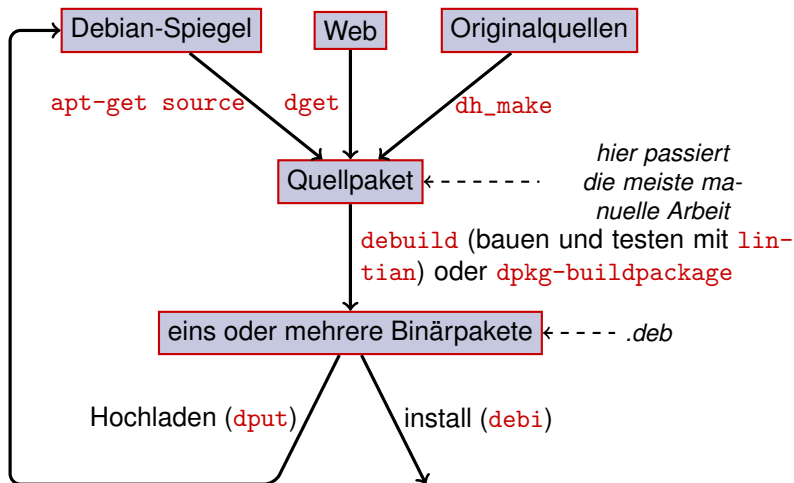 Debian-Spiegel
Web
Originalquellen
apt-get source
dget
dh_make
Quellpaket
hier passiert
die meiste ma-
nuelle Arbeit
debuild (bauen und testen mit lin-
tian) oder dpkg-buildpackage
eins oder mehrere Binärpakete
.deb
Hochladen (dput)
install (debi)